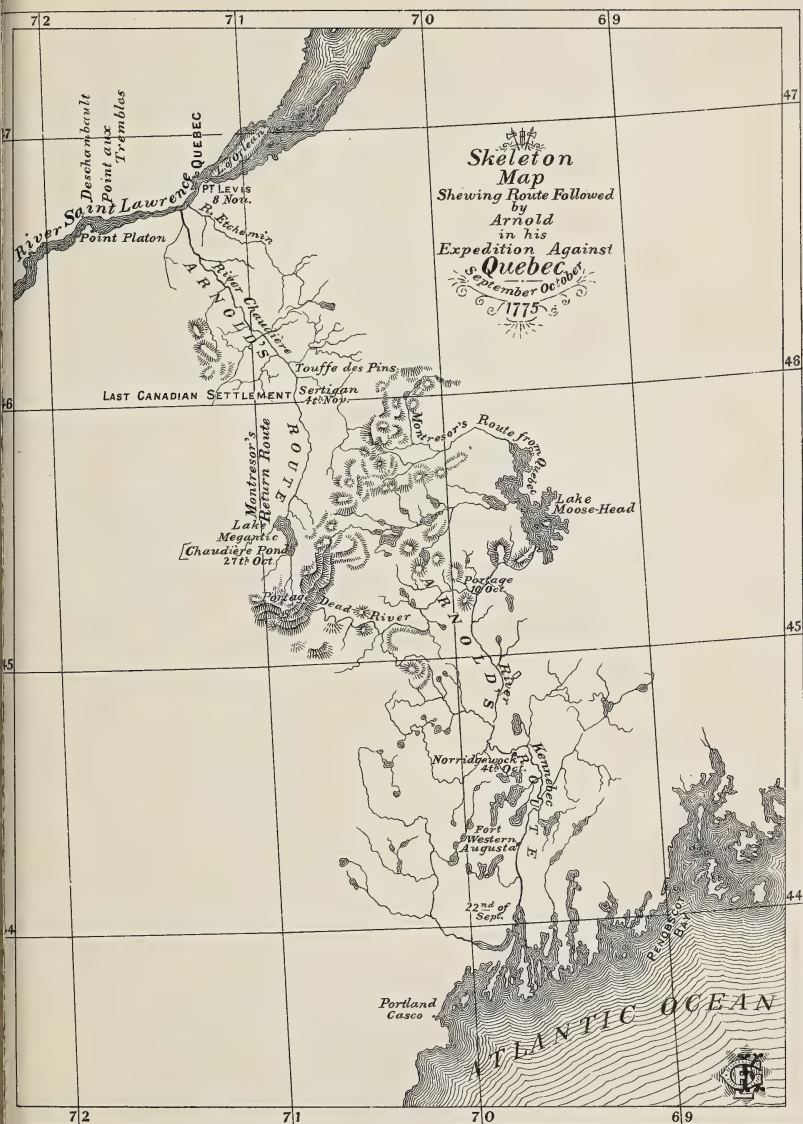 72
71
70
69
47
47
Deschambault
Point aux
Trembles
QUEBEC
I. of Orlean
Pt LEVIS
8 Nov.
River Saint Lawrence
Point Platon
R. Etchemin
Skeleton
Map
Shewing Route Followed
by
Arnold
in his
Expedition Against
Quebec
September October
1775
ARNOLD'S ROUTE
River Chaudière
Touffe des Pins
46
LAST CANADIAN SETTLEMENT
Sertigan
4th Nov.
46
Montresor's Route from Quebec
Montresor's
Return Route
Lake
Moose-Head
Lake
Megantic
[Chaudière Pond
27th Oct.
Portage
10 Oct.
Portage
Dead River
ARNOLD'S ROUTE
45
45
River Kennebec
Norridgewock
4th Oct.
Fort
Western
Augusta
22nd of
Sept.
44
44
PENOBSCOT
BAY
Portland
Casco
ATLANTIC OCEAN
72
71
70
69